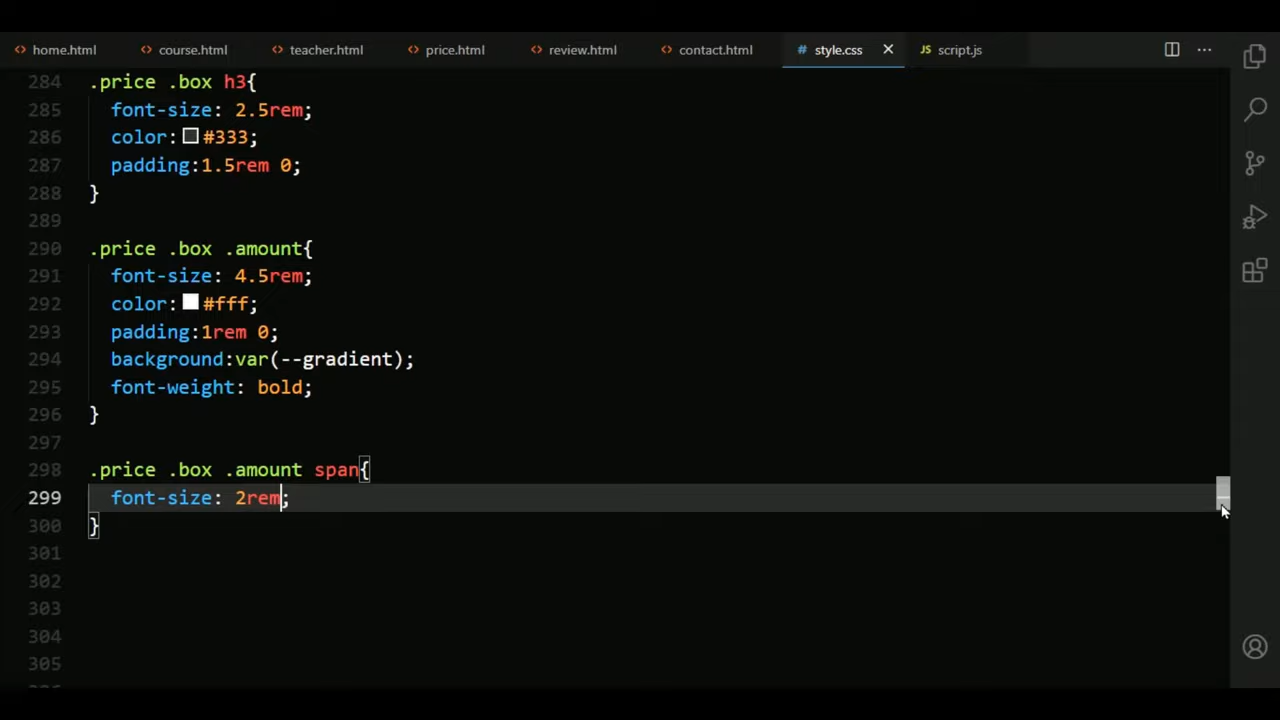 home.html course.html teacher.html price.html review.html contact.html # style.css JS script.js
284 .price .box h3{
285 font-size: 2.5rem;
286 color: #333;
287 padding:1.5rem 0;
288 }
289
290 .price .box .amount{
291 font-size: 4.5rem;
292 color: #fff;
293 padding:1rem 0;
294 background:var(--gradient);
295 font-weight: bold;
296 }
297
298 .price .box .amount span{
299 font-size: 2rem;
300 }
301
302
303
304
305